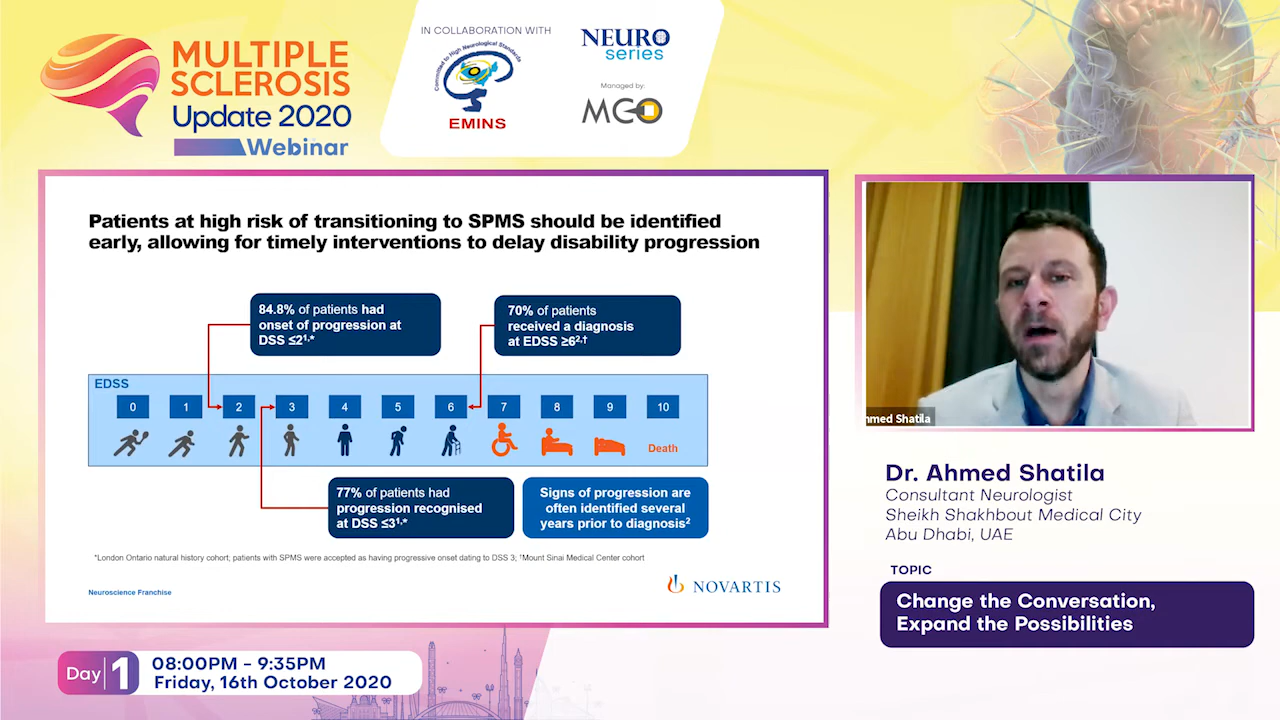 MULTIPLE
SCLEROSIS
Update 2020
Webinar
IN COLLABORATION WITH
Committed to High Neurological Standards
EMINS
NEURO
series
Managed by:
MCO
Patients at high risk of transitioning to SPMS should be identified
early, allowing for timely interventions to delay disability progression
84.8% of patients had
onset of progression at
DSS ≤2¹,*
70% of patients
received a diagnosis
at EDSS ≥6²,†
EDSS
0 1 2 3 4 5 6 7 8 9 10
Death
77% of patients had
progression recognised
at DSS ≤3¹,*
Signs of progression are
often identified several
years prior to diagnosis²
*London Ontario natural history cohort; patients with SPMS were accepted as having progressive onset dating to DSS 3; †Mount Sinai Medical Center cohort
Neuroscience Franchise
NOVARTIS
hmed Shatila
Dr. Ahmed Shatila
Consultant Neurologist
Sheikh Shakhbout Medical City
Abu Dhabi, UAE
TOPIC
Change the Conversation,
Expand the Possibilities
Day 1
08:00PM - 9:35PM
Friday, 16th October 2020